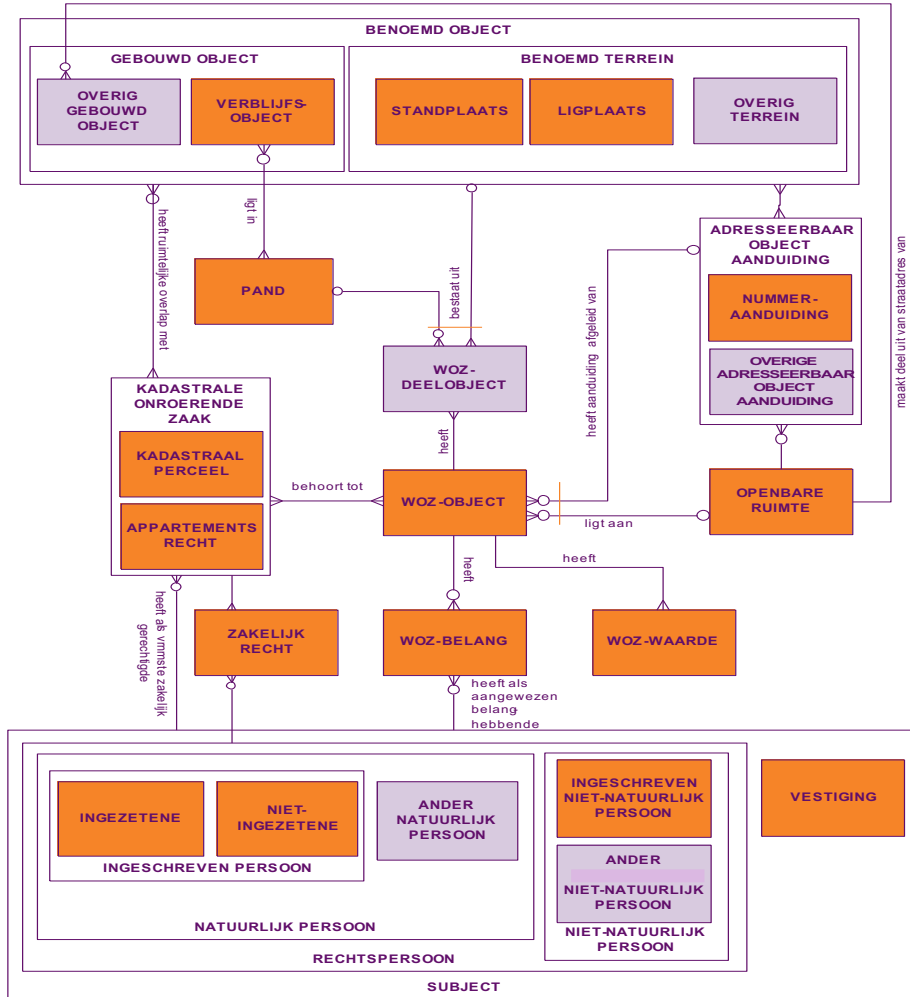 BENOEMD OBJECT
GEBOUWD OBJECT
BENOEMD TERREIN
OVERIG
GEBOUWD
OBJECT
VERBLIJFS-
OBJECT
STANDPLAATS
LIGPLAATS
OVERIG
TERREIN
heeft ruimtelijke
overlap met
ligt in
bestaat uit
heeft aanduiding afgeleid van
maakt deel uit van straatadres van
ADRESSEERBAAR
OBJECT
AANDUIDING
NUMMER-
AANDUIDING
OVERIGE
ADRESSEERBAAR
OBJECT
AANDUIDING
PAND
WOZ-
DEELOBJECT
KADASTRALE
ONROERENDE
ZAAK
KADASTRAAL
PERCEEL
APPARTEMENTS
RECHT
heeft
behoort tot
WOZ-OBJECT
ligt aan
OPENBARE
RUIMTE
heeft
heeft
heeft als vrnmste zakelijk
gerechtigde
ZAKELIJK
RECHT
WOZ-BELANG
WOZ-WAARDE
heeft als
aangewezen
belang-
hebbende
INGEZETENE
NIET-
INGEZETENE
INGESCHREVEN PERSOON
ANDER
NATUURLIJK
PERSOON
NATUURLIJK PERSOON
INGESCHREVEN
NIET-NATUURLIJK
PERSOON
ANDER
NIET-NATUURLIJK
PERSOON
NIET-NATUURLIJK
PERSOON
VESTIGING
RECHTSPERSOON
SUBJECT